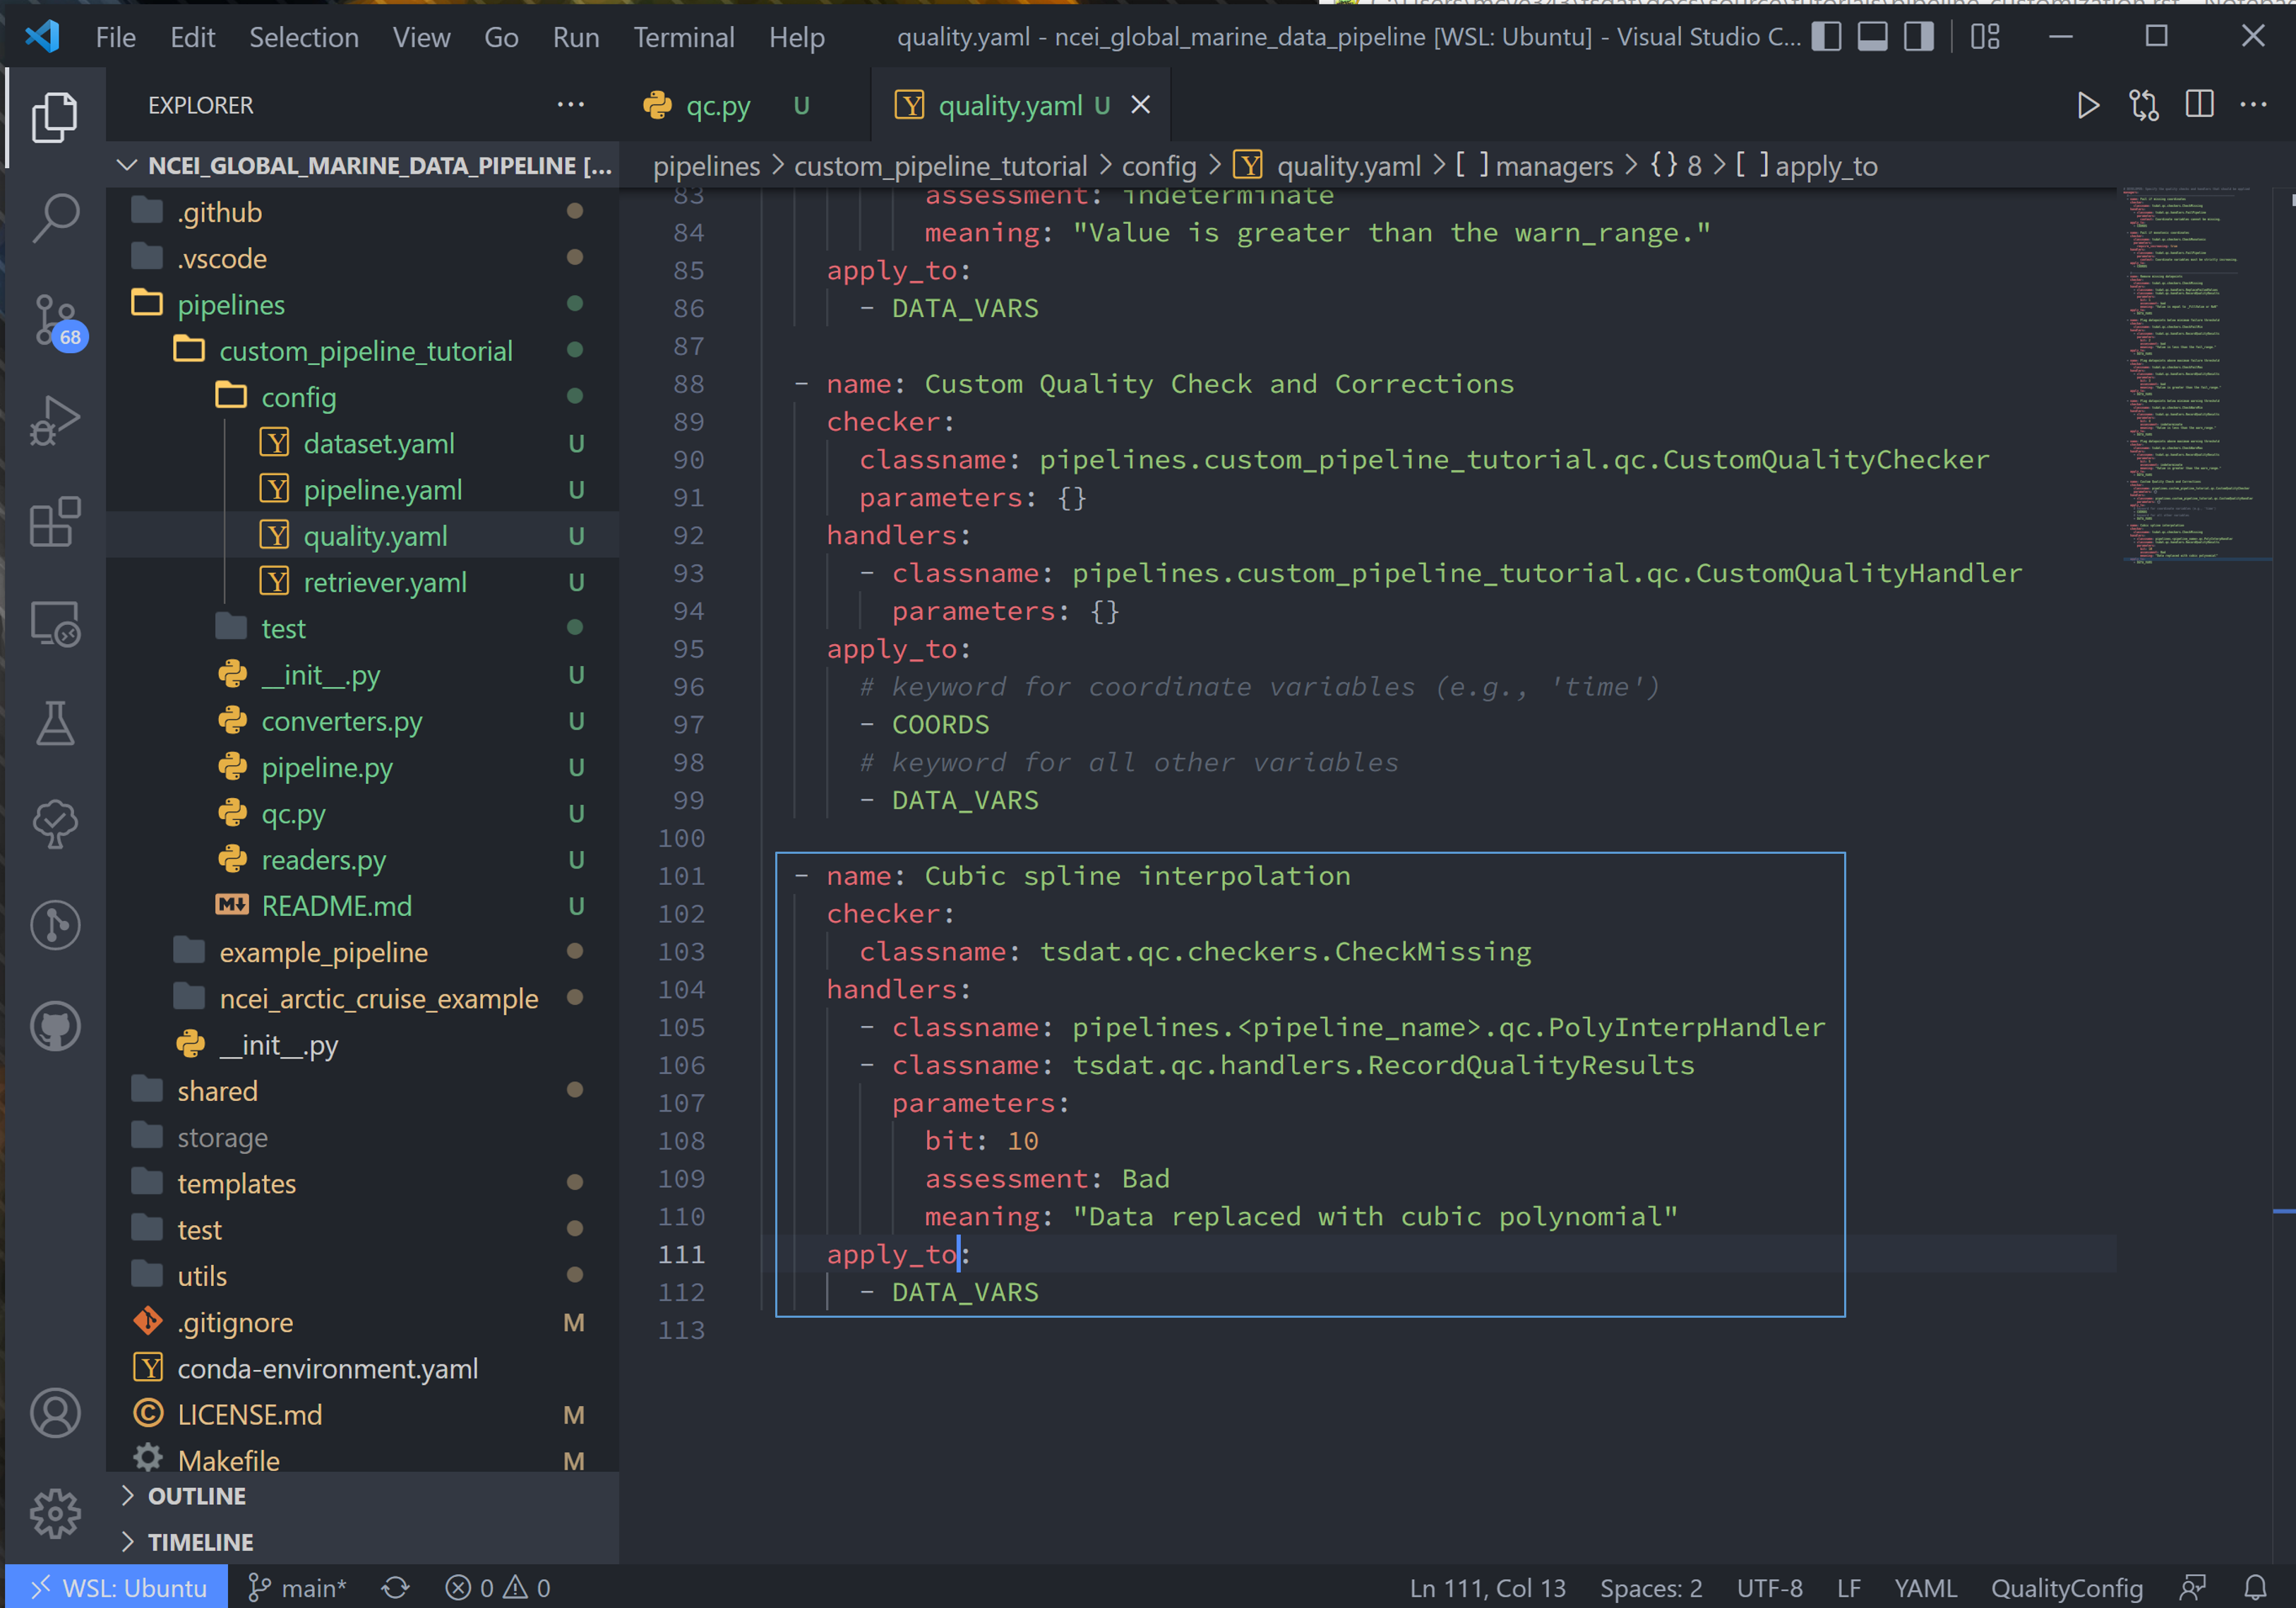 File Edit Selection View Go Run Terminal Help quality.yaml - ncei_global_marine_data_pipeline [WSL: Ubuntu] - Visual Studio C...
EXPLORER
qc.py U
quality.yaml U
NCEI_GLOBAL_MARINE_DATA_PIPELINE [...
pipelines > custom_pipeline_tutorial > config > quality.yaml > [ ] managers > {} 8 > [ ] apply_to
.github
.vscode
pipelines
custom_pipeline_tutorial
config
dataset.yaml U
pipeline.yaml U
quality.yaml U
retriever.yaml U
test
__init__.py U
converters.py U
pipeline.py U
qc.py U
readers.py U
README.md U
example_pipeline
ncei_arctic_cruise_example
__init__.py
shared
storage
templates
test
utils
.gitignore M
conda-environment.yaml
LICENSE.md M
Makefile M
OUTLINE
TIMELINE
68
83 assessment: indeterminate
84 meaning: "Value is greater than the warn_range."
85 apply_to:
86 - DATA_VARS
87
88 - name: Custom Quality Check and Corrections
89 checker:
90 classname: pipelines.custom_pipeline_tutorial.qc.CustomQualityChecker
91 parameters: {}
92 handlers:
93 - classname: pipelines.custom_pipeline_tutorial.qc.CustomQualityHandler
94 parameters: {}
95 apply_to:
96 # keyword for coordinate variables (e.g., 'time')
97 - COORDS
98 # keyword for all other variables
99 - DATA_VARS
100
101 - name: Cubic spline interpolation
102 checker:
103 classname: tsdat.qc.checkers.CheckMissing
104 handlers:
105 - classname: pipelines.<pipeline_name>.qc.PolyInterpHandler
106 - classname: tsdat.qc.handlers.RecordQualityResults
107 parameters:
108 bit: 10
109 assessment: Bad
110 meaning: "Data replaced with cubic polynomial"
111 apply_to:
112 - DATA_VARS
113
WSL: Ubuntu main* 0 0 Ln 111, Col 13 Spaces: 2 UTF-8 LF YAML QualityConfig